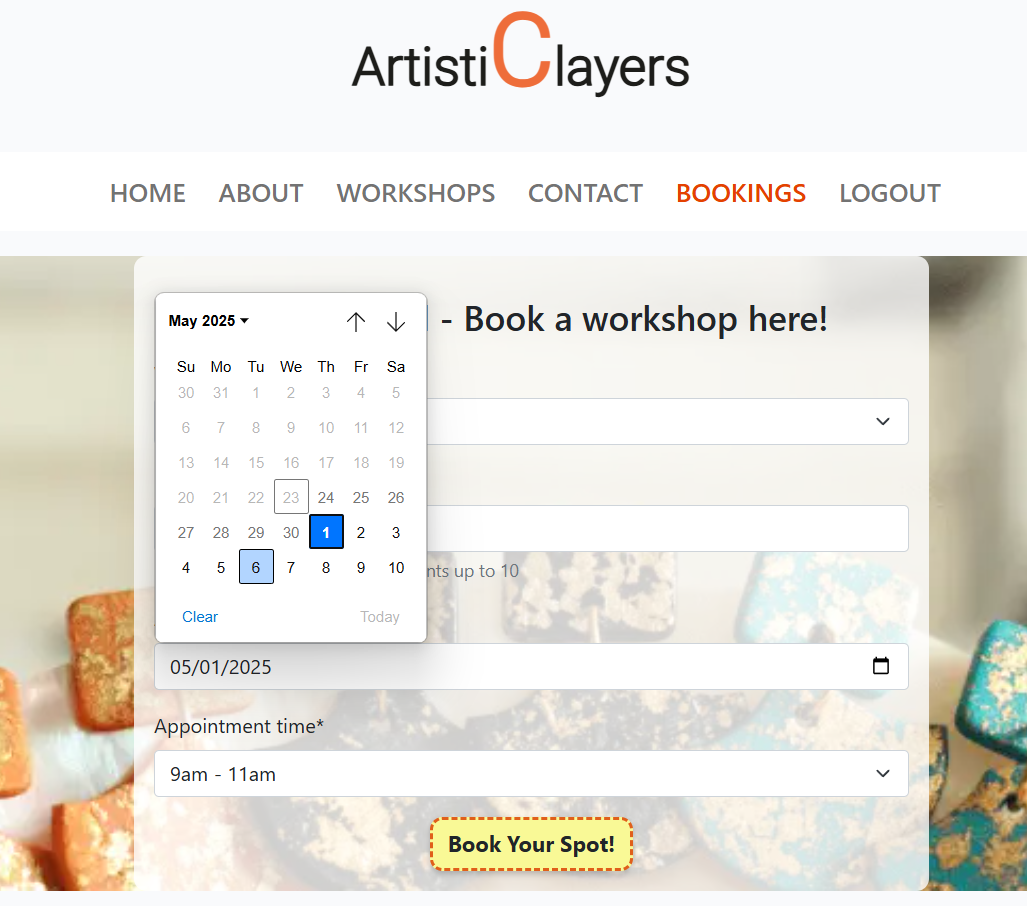 ArtistiClayers
HOME ABOUT WORKSHOPS CONTACT BOOKINGS LOGOUT
- Book a workshop here!
May 2025
Su Mo Tu We Th Fr Sa
30 31 1 2 3 4 5
6 7 8 9 10 11 12
13 14 15 16 17 18 19
20 21 22 23 24 25 26
27 28 29 30 1 2 3
4 5 6 7 8 9 10
Clear Today
up to 10
05/01/2025
Appointment time*
9am - 11am
Book Your Spot!